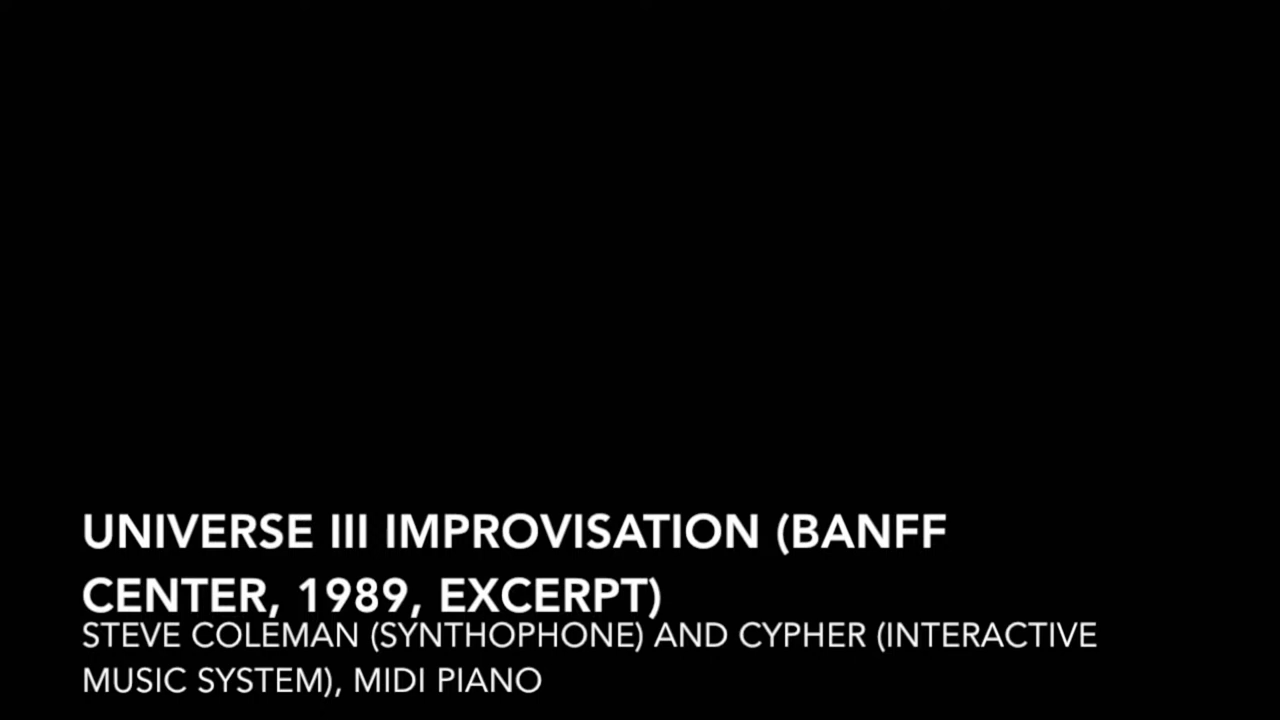 UNIVERSE III IMPROVISATION (BANFF
CENTER, 1989, EXCERPT)
STEVE COLEMAN (SYNTHOPHONE) AND CYPHER (INTERACTIVE
MUSIC SYSTEM), MIDI PIANO